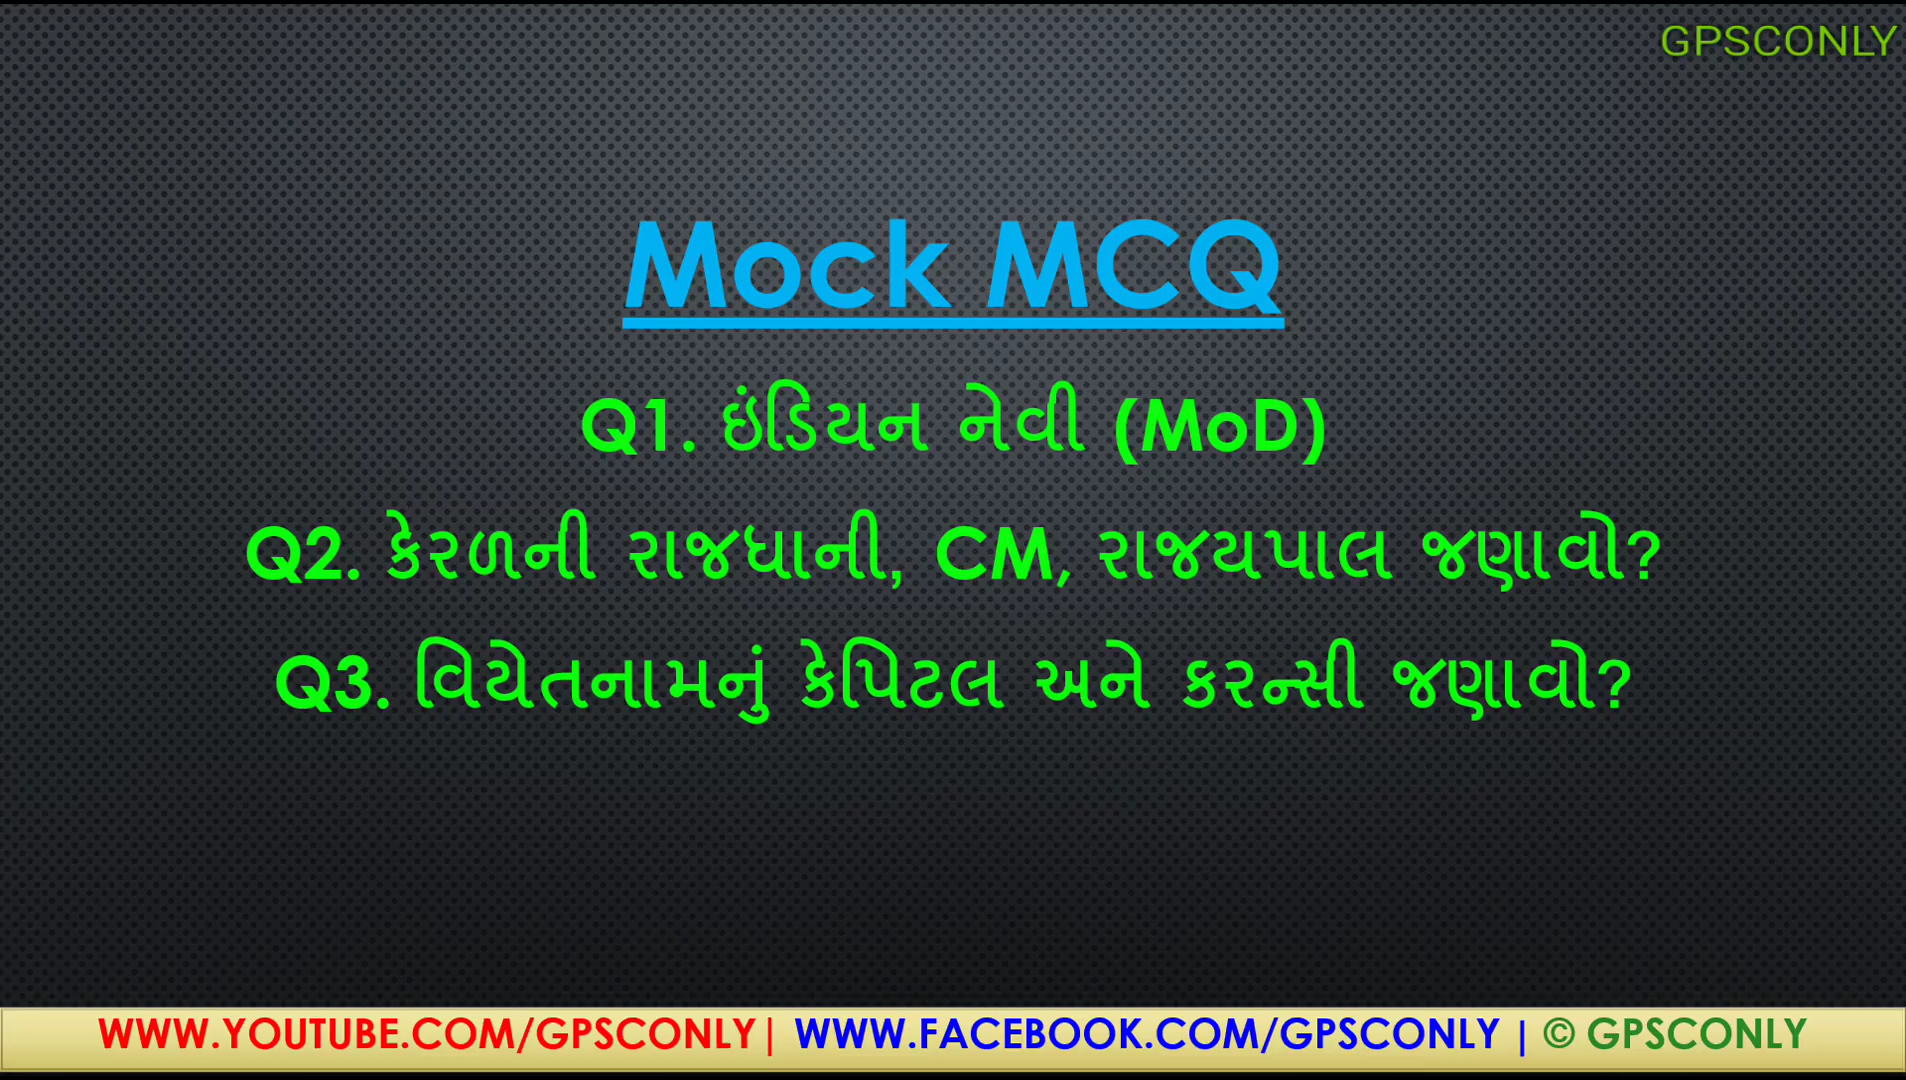 GPSCONLY
Mock MCQ
Q1. ઇંડિયન નેવી (MoD)
Q2. કેરળની રાજધાની, CM, રાજયપાલ જણાવો?
Q3. વિયેતનામનું કેપિટલ અને કરન્સી જણાવો?
WWW.YOUTUBE.COM/GPSCONLY| WWW.FACEBOOK.COM/GPSCONLY | © GPSCONLY